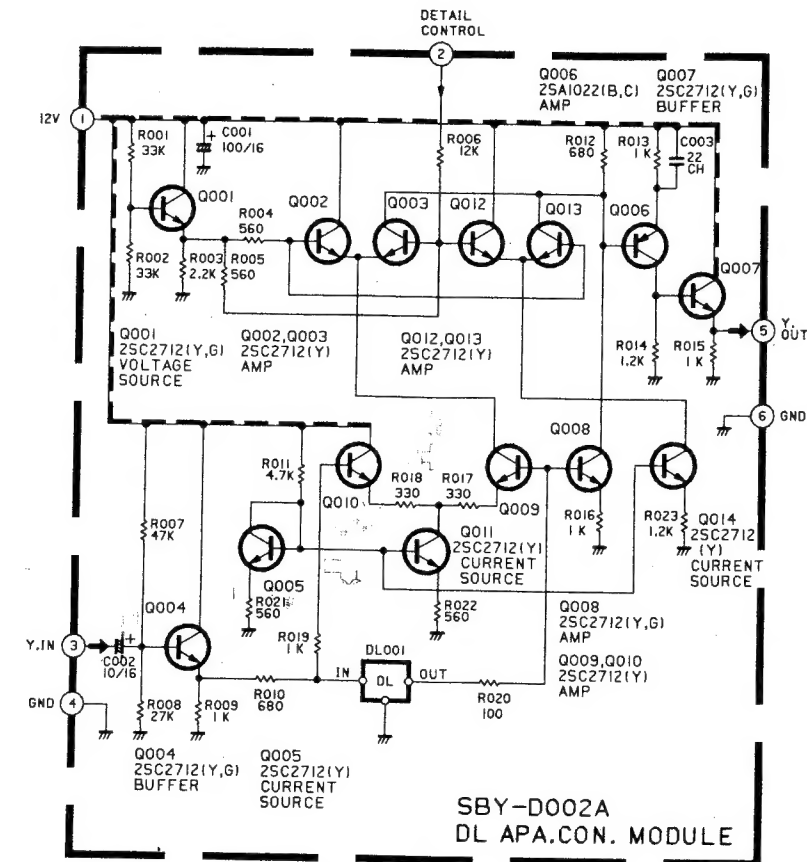 DETAIL
CONTROL
2
12V
1
Q006
2SA1022(B,C)
AMP
Q007
2SC2712(Y,G)
BUFFER
R001
33K
+
C001
100/16
R006
12K
R012
680
R013
1K
C003
22
CH
Q001
R004
560
Q002
Q003
Q012
Q013
Q006
R002
33K
R003
2.2K
R005
560
Q007
Q001
2SC2712(Y,G)
VOLTAGE
SOURCE
Q002,Q003
2SC2712(Y)
AMP
Q012,Q013
2SC2712(Y)
AMP
R014
1.2K
R015
1K
5
Y.
OUT
6
GND
Q008
R011
4.7K
R018
330
R017
330
Q010
Q009
R007
47K
R016
1K
R023
1.2K
Q014
2SC2712
(Y)
CURRENT
SOURCE
Q011
2SC2712(Y)
CURRENT
SOURCE
Q005
R021
560
R022
560
Q004
Q008
2SC2712(Y,G)
AMP
Y.IN
3
+
C002
10/16
R019
1K
DL001
IN
DL
OUT
Q009,Q010
2SC2712(Y)
AMP
GND
4
R008
27K
R009
1K
R010
680
R020
100
Q004
2SC2712(Y,G)
BUFFER
Q005
2SC2712(Y)
CURRENT
SOURCE
SBY-D002A
DL APA.CON. MODULE